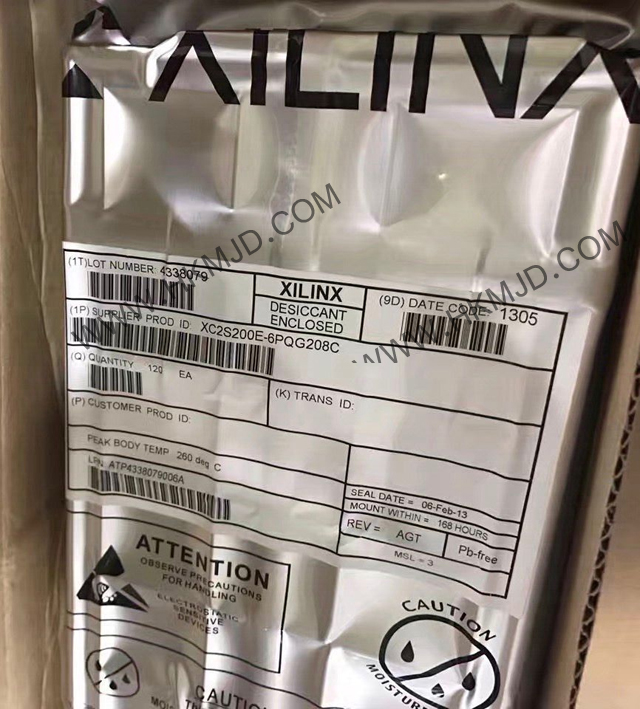 XILINX
WWW.HKMJD.COM
WWW.HKMJD.COM
(1T)LOT NUMBER: 4338079
XILINX
DESICCANT
ENCLOSED
(9D) DATE CODE: 1305
(1P) SUPPLIER PROD ID: XC2S200E-6PQG208C
(Q) QUANTITY 120 EA
(K) TRANS ID:
(P) CUSTOMER PROD ID:
PEAK BODY TEMP 260 deg C
LPN ATP4338079006A
SEAL DATE = 06-Feb-13
MOUNT WITHIN = 168 HOURS
REV = AGT
Pb-free
MSL = 3
ATTENTION
OBSERVE PRECAUTIONS
FOR HANDLING
ELECTROSTATIC
SENSITIVE
DEVICES
CAUTION
CAUTION